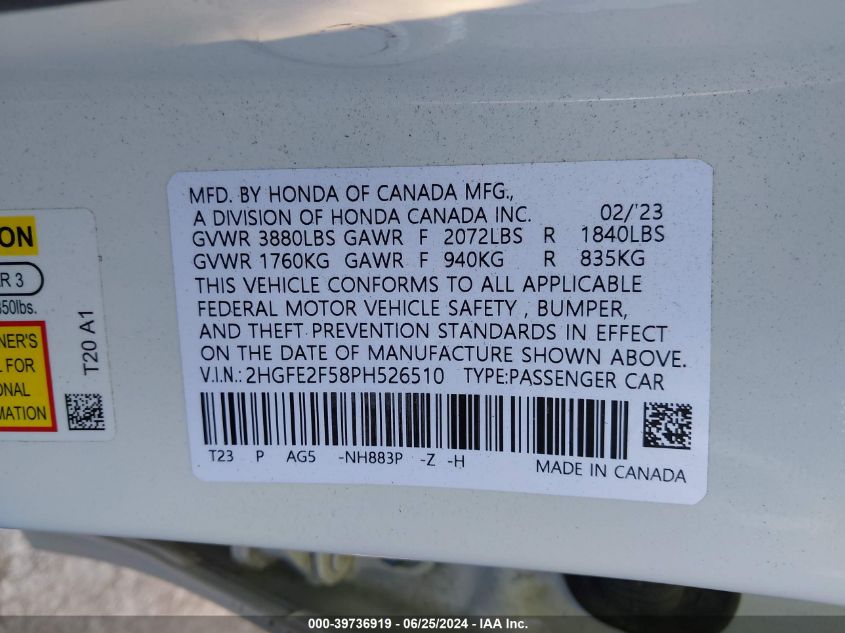 MFD. BY HONDA OF CANADA MFG.,
A DIVISION OF HONDA CANADA INC. 02/'23
GVWR 3880LBS GAWR F 2072LBS R 1840LBS
GVWR 1760KG GAWR F 940KG R 835KG
THIS VEHICLE CONFORMS TO ALL APPLICABLE
FEDERAL MOTOR VEHICLE SAFETY , BUMPER,
AND THEFT PREVENTION STANDARDS IN EFFECT
ON THE DATE OF MANUFACTURE SHOWN ABOVE.
V.I.N.: 2HGFE2F58PH526510 TYPE:PASSENGER CAR
T23 P AG5 -NH883P -Z -H MADE IN CANADA
ON
R 3
350lbs.
NER'S
L FOR
ONAL
MATION
T20 A1
000-39736919 / 06/25/2024 / IAA Inc.